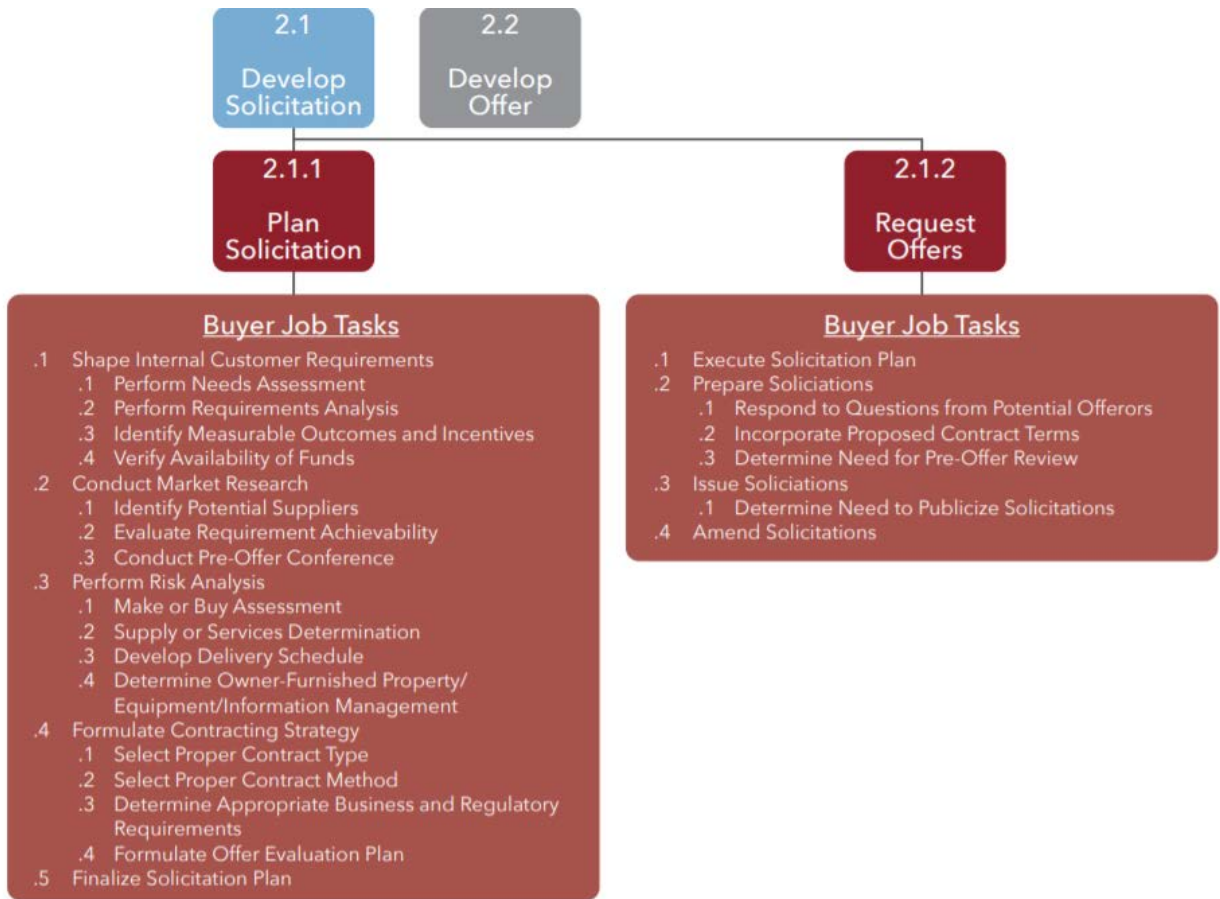 2.1
Develop
Solicitation
2.2
Develop
Offer
2.1.1
Plan
Solicitation
2.1.2
Request
Offers
Buyer Job Tasks
.1 Shape Internal Customer Requirements
.1 Perform Needs Assessment
.2 Perform Requirements Analysis
.3 Identify Measurable Outcomes and Incentives
.4 Verify Availability of Funds
.2 Conduct Market Research
.1 Identify Potential Suppliers
.2 Evaluate Requirement Achievability
.3 Conduct Pre-Offer Conference
.3 Perform Risk Analysis
.1 Make or Buy Assessment
.2 Supply or Services Determination
.3 Develop Delivery Schedule
.4 Determine Owner-Furnished Property/
Equipment/Information Management
.4 Formulate Contracting Strategy
.1 Select Proper Contract Type
.2 Select Proper Contract Method
.3 Determine Appropriate Business and Regulatory
Requirements
.4 Formulate Offer Evaluation Plan
.5 Finalize Solicitation Plan
Buyer Job Tasks
.1 Execute Solicitation Plan
.2 Prepare Soliciations
.1 Respond to Questions from Potential Offerors
.2 Incorporate Proposed Contract Terms
.3 Determine Need for Pre-Offer Review
.3 Issue Soliciations
.1 Determine Need to Publicize Solicitations
.4 Amend Solicitations